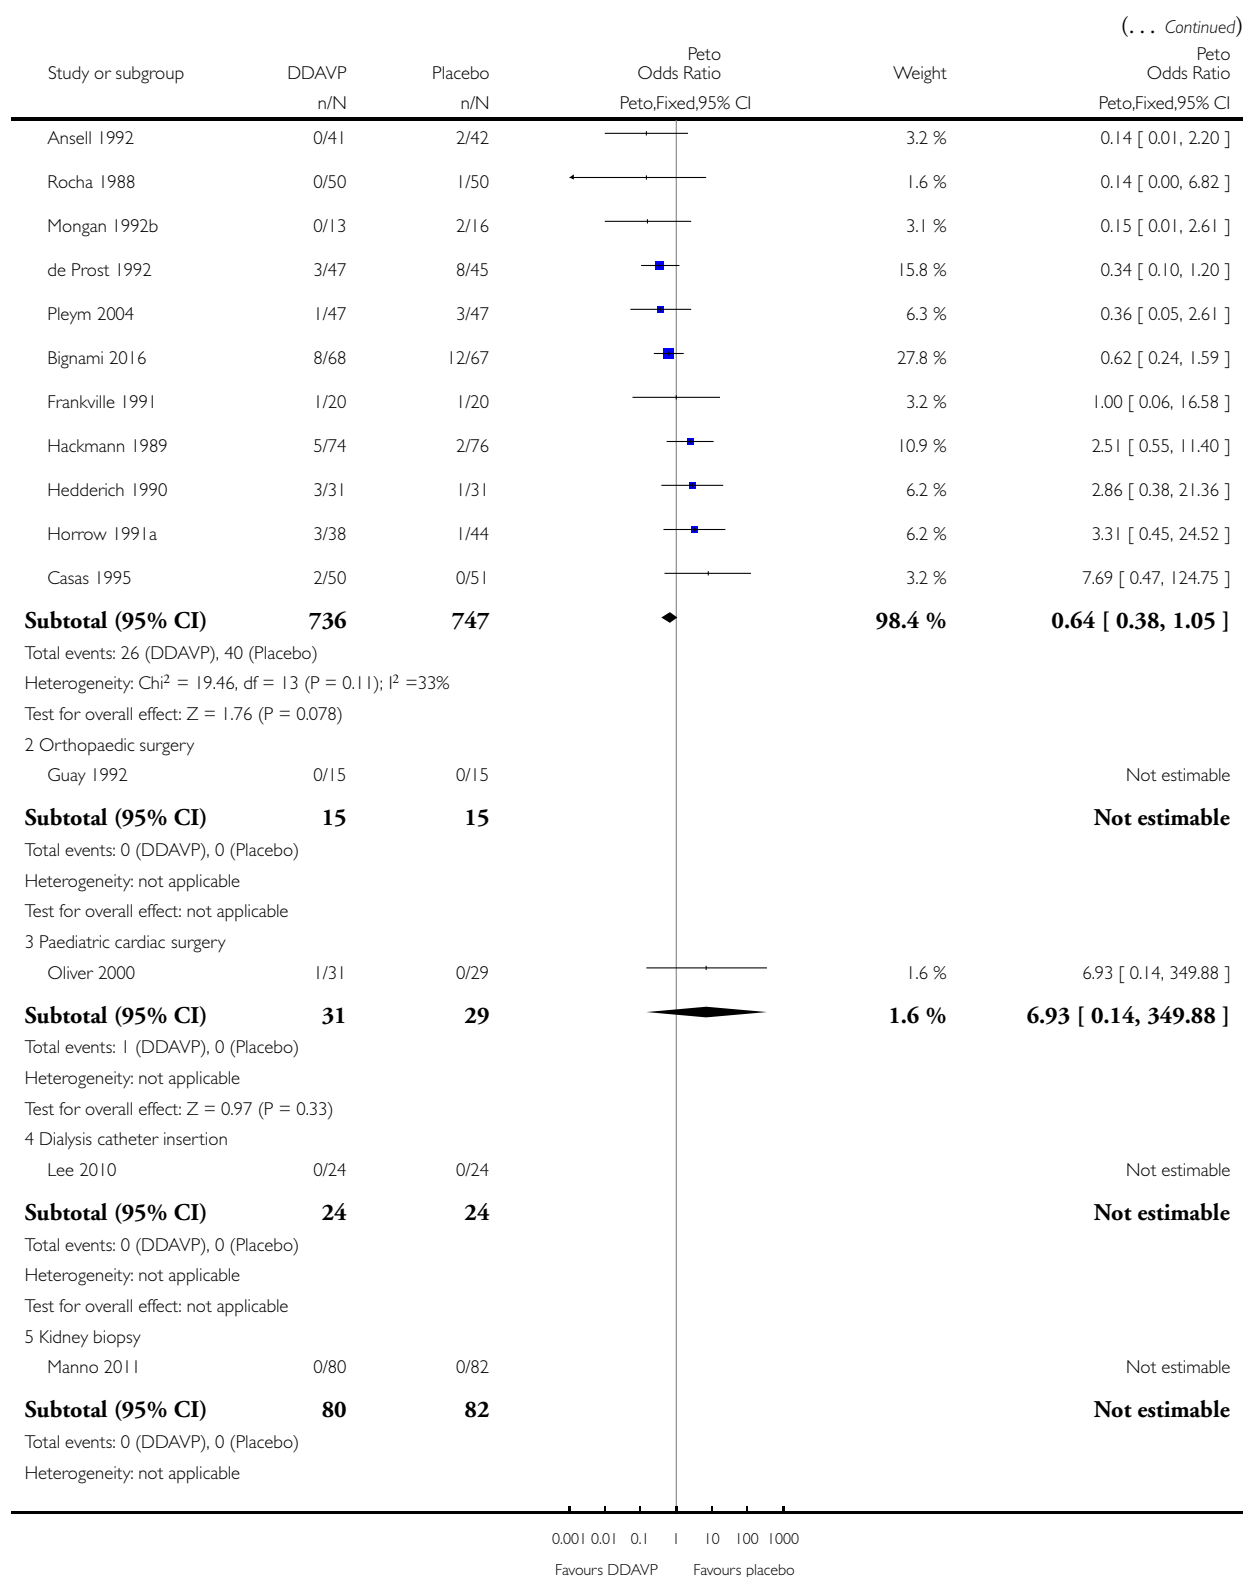 (... Continued)
Peto Peto
Study or subgroup DDAVP Placebo Odds Ratio Weight Odds Ratio
n/N n/N Peto,Fixed,95% CI Peto,Fixed,95% CI
Ansell 1992 0/41 2/42 3.2 % 0.14 [ 0.01, 2.20 ]
Rocha 1988 0/50 1/50 1.6 % 0.14 [ 0.00, 6.82 ]
Mongan 1992b 0/13 2/16 3.1 % 0.15 [ 0.01, 2.61 ]
de Prost 1992 3/47 8/45 15.8 % 0.34 [ 0.10, 1.20 ]
Pleym 2004 1/47 3/47 6.3 % 0.36 [ 0.05, 2.61 ]
Bignami 2016 8/68 12/67 27.8 % 0.62 [ 0.24, 1.59 ]
Frankville 1991 1/20 1/20 3.2 % 1.00 [ 0.06, 16.58 ]
Hackmann 1989 5/74 2/76 10.9 % 2.51 [ 0.55, 11.40 ]
Hedderich 1990 3/31 1/31 6.2 % 2.86 [ 0.38, 21.36 ]
Horrow 1991a 3/38 1/44 6.2 % 3.31 [ 0.45, 24.52 ]
Casas 1995 2/50 0/51 3.2 % 7.69 [ 0.47, 124.75 ]
Subtotal (95% CI) 736 747 98.4 % 0.64 [ 0.38, 1.05 ]
Total events: 26 (DDAVP), 40 (Placebo)
Heterogeneity: Chi² = 19.46, df = 13 (P = 0.11); I² =33%
Test for overall effect: Z = 1.76 (P = 0.078)
2 Orthopaedic surgery
Guay 1992 0/15 0/15 Not estimable
Subtotal (95% CI) 15 15 Not estimable
Total events: 0 (DDAVP), 0 (Placebo)
Heterogeneity: not applicable
Test for overall effect: not applicable
3 Paediatric cardiac surgery
Oliver 2000 1/31 0/29 1.6 % 6.93 [ 0.14, 349.88 ]
Subtotal (95% CI) 31 29 1.6 % 6.93 [ 0.14, 349.88 ]
Total events: 1 (DDAVP), 0 (Placebo)
Heterogeneity: not applicable
Test for overall effect: Z = 0.97 (P = 0.33)
4 Dialysis catheter insertion
Lee 2010 0/24 0/24 Not estimable
Subtotal (95% CI) 24 24 Not estimable
Total events: 0 (DDAVP), 0 (Placebo)
Heterogeneity: not applicable
Test for overall effect: not applicable
5 Kidney biopsy
Manno 2011 0/80 0/82 Not estimable
Subtotal (95% CI) 80 82 Not estimable
Total events: 0 (DDAVP), 0 (Placebo)
Heterogeneity: not applicable
0.001 0.01 0.1 1 10 100 1000
Favours DDAVP Favours placebo